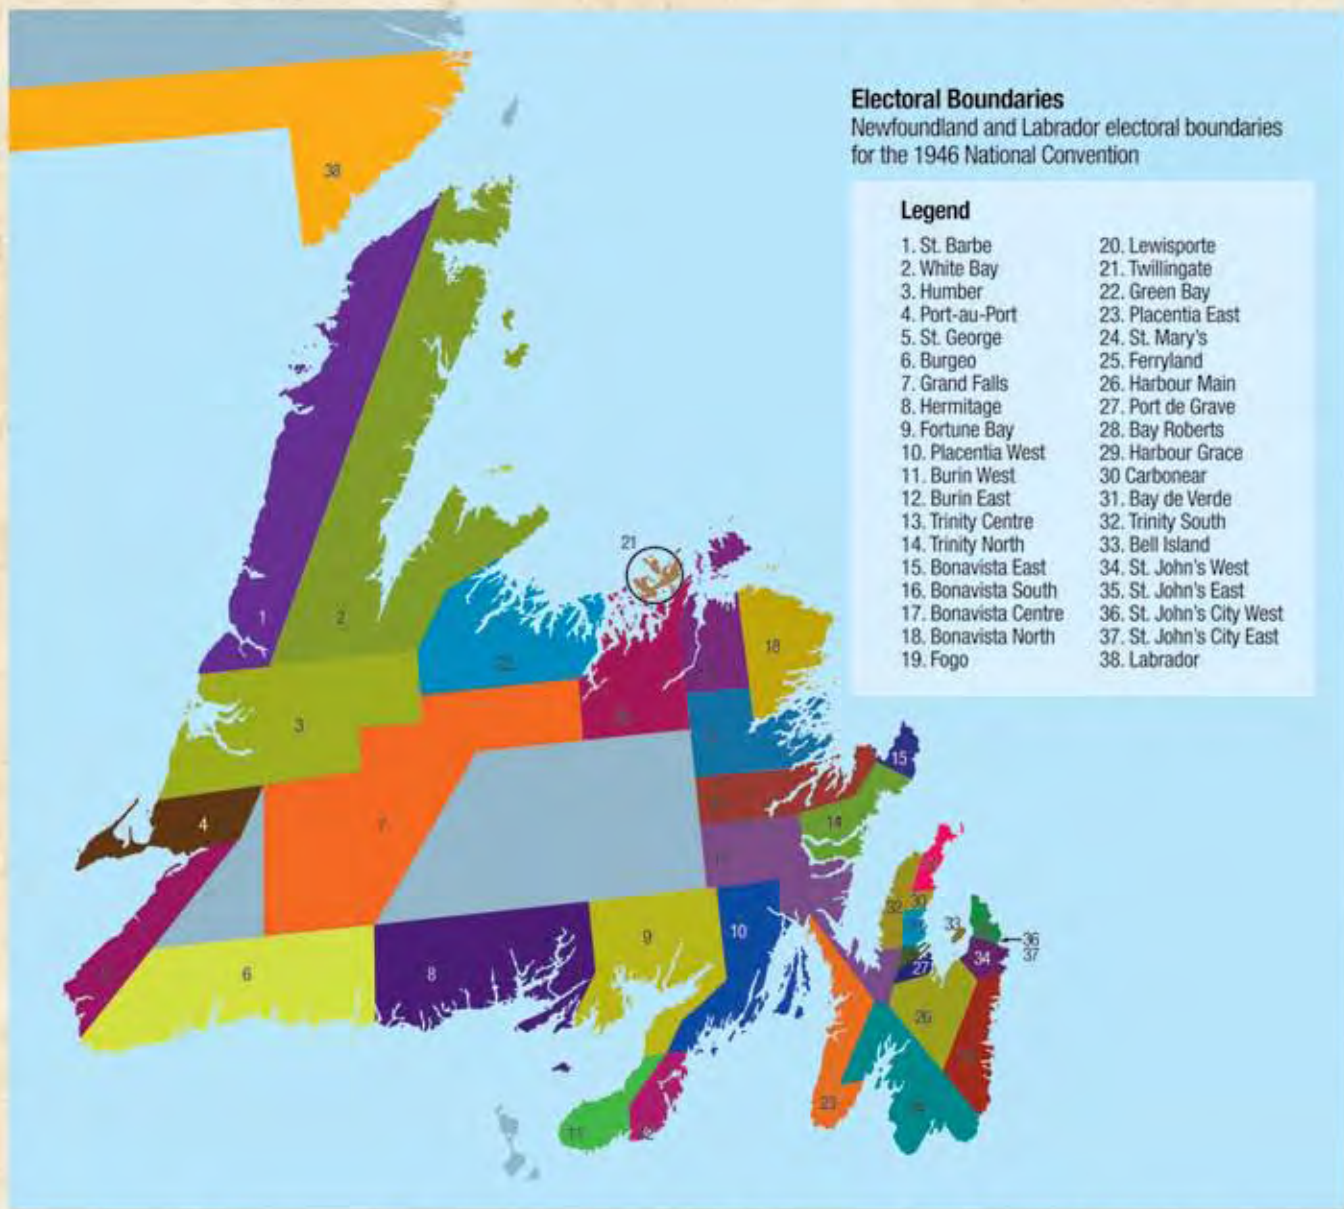 Electoral Boundaries
Newfoundland and Labrador electoral boundaries
for the 1946 National Convention
Legend
1. St. Barbe
2. White Bay
3. Humber
4. Port-au-Port
5. St. George
6. Burgeo
7. Grand Falls
8. Hermitage
9. Fortune Bay
10. Placentia West
11. Burin West
12. Burin East
13. Trinity Centre
14. Trinity North
15. Bonavista East
16. Bonavista South
17. Bonavista Centre
18. Bonavista North
19. Fogo
20. Lewisporte
21. Twillingate
22. Green Bay
23. Placentia East
24. St. Mary's
25. Ferryland
26. Harbour Main
27. Port de Grave
28. Bay Roberts
29. Harbour Grace
30 Carbonear
31. Bay de Verde
32. Trinity South
33. Bell Island
34. St. John's West
35. St. John's East
36. St. John's City West
37. St. John's City East
38. Labrador
38
21
1
2
18
3
15
4
14
7
32
30
33
36
37
10
9
34
27
6
8
26
23
11